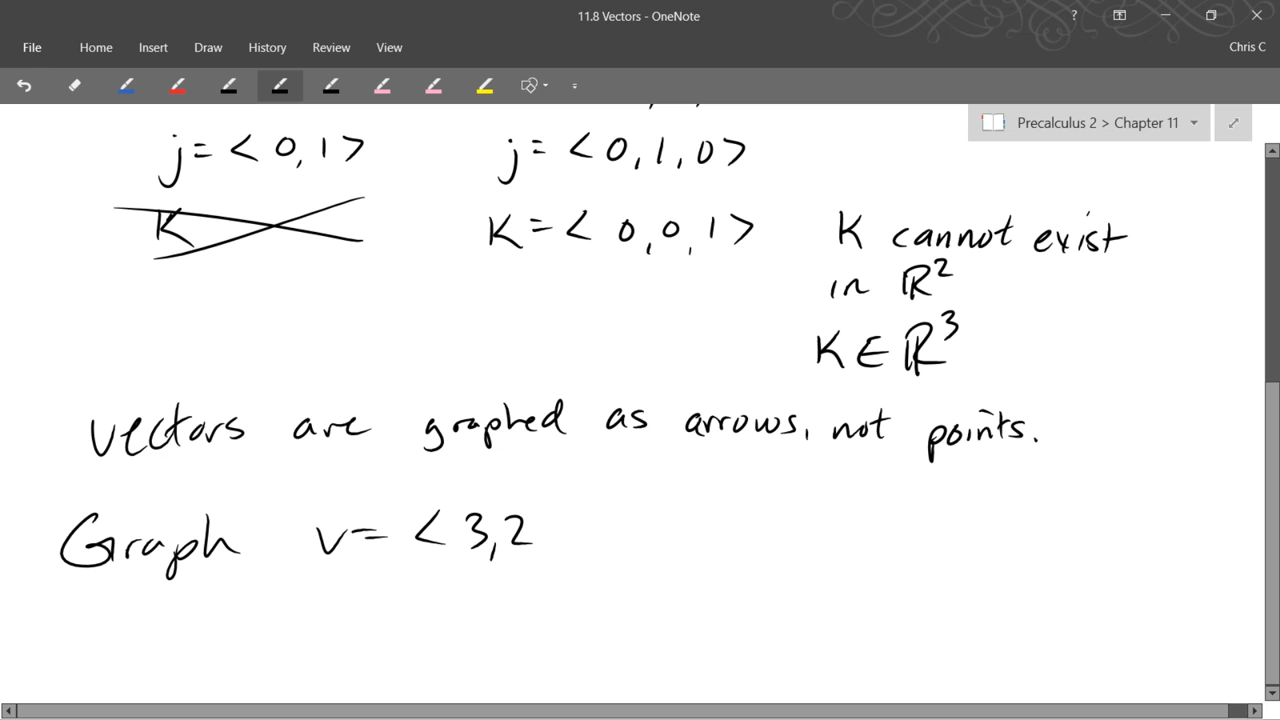 11.8 Vectors - OneNote
?
File Home Insert Draw History Review View
Chris C
Precalculus 2 > Chapter 11
j = < 0, 1 > j = < 0, 1, 0 >
K K = < 0, 0, 1 > K cannot exist
in ℝ²
K ∈ ℝ³
vectors are graphed as arrows, not points.
Graph v = < 3, 2